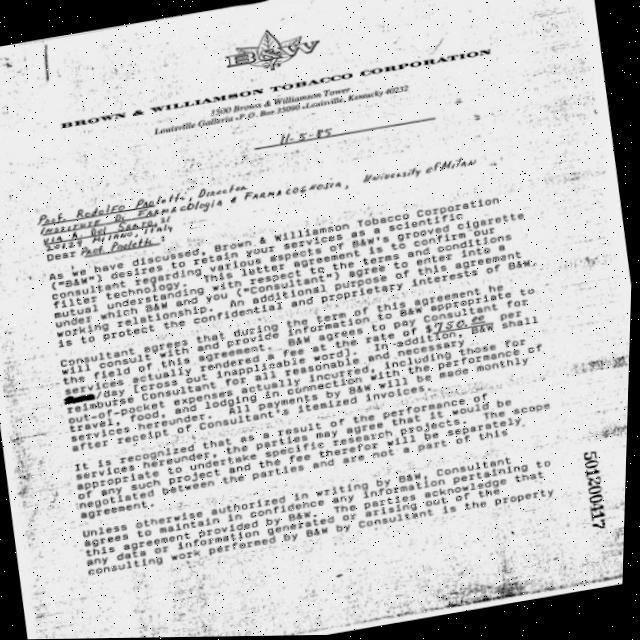 B&W
BROWN & WILLIAMSON TOBACCO CORPORATION
1500 Brown & Williamson Tower
Louisville Galleria • P.O. Box 35090 • Louisville, Kentucky 40232
11-5-85
Prof. Rodolfo Paoletti, Director
Institute Di Farmacologia e Farmacognosia, University of Milan
Via A. Del Sarto,
20129 Milano, Italy
Dear Prof. Paoletti :
As we have discussed, Brown & Williamson Tobacco Corporation
("B&W") desires to retain your services as a scientific
consultant regarding various aspects of B&W's grooved cigarette
filter technology. This letter agreement is to confirm our
mutual understanding with respect to the terms and conditions
under which B&W and you ("Consultant") agree to enter into a
working relationship. An additional purpose of this agreement
is to protect the confidential and proprietary interests of B&W.
Consultant agrees that during the term of this agreement he
will consult with and provide information to B&W appropriate to
the field of this agreement. B&W agrees to pay Consultant for
services actually rendered a fee at the rate of $750.00 per
/day (cross out inapplicable word). In addition, B&W shall
reimburse Consultant for all reasonable and necessary
out-of-pocket expenses actually incurred, including those for
travel, food and lodging in connection with the performance of
services hereunder. All payments by B&W will be made monthly
after receipt of Consultant's itemized invoice.
It is recognized that as a result of the performance of
services hereunder, the parties may agree that it would be
appropriate to undertake specific research projects. The scope
of any such project and the fee therefor will be separately
negotiated between the parties and are not a part of this
agreement.
Unless otherwise authorized in writing by B&W, Consultant
agrees to maintain in confidence any information pertaining to
this agreement provided by B&W. The parties acknowledge that
any data or information generated or arising out of the
consulting work performed by B&W by Consultant is the property
501200417